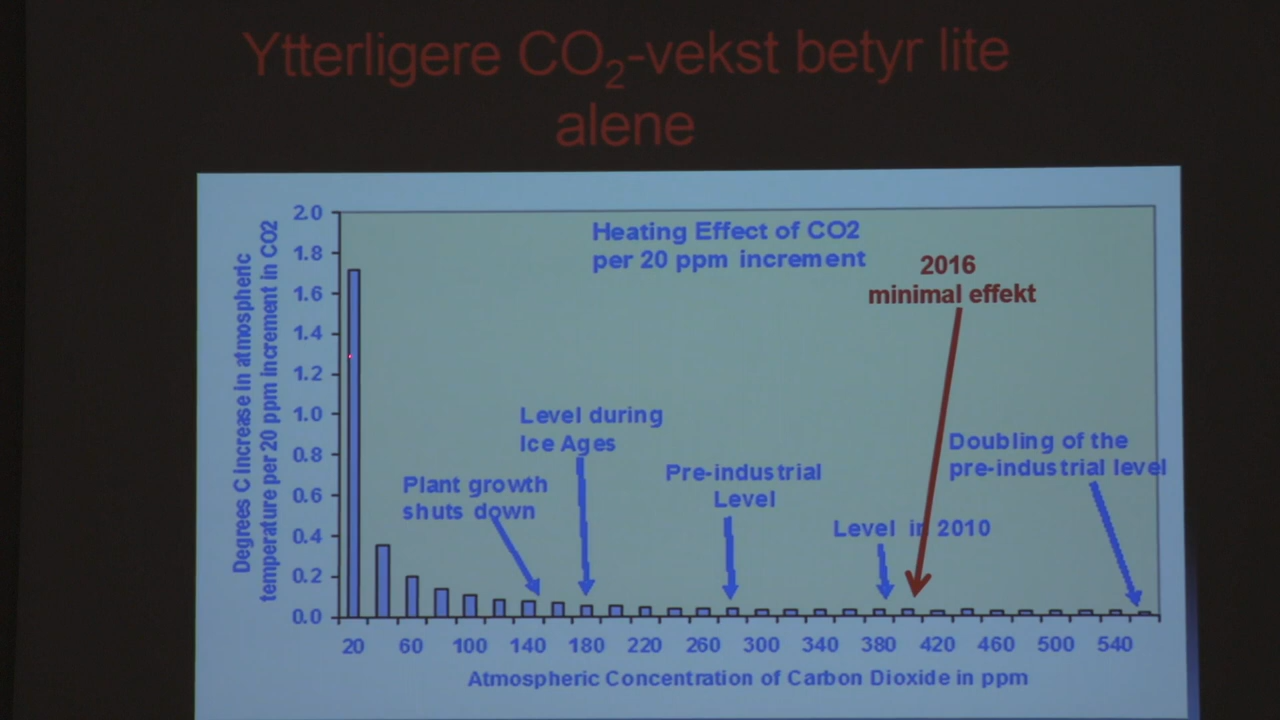 Ytterligere CO2-vekst betyr lite
alene
Heating Effect of CO2
per 20 ppm increment
2016
minimal effekt
Level during
Ice Ages
Plant growth
shuts down
Pre-industrial
Level
Level in 2010
Doubling of the
pre-industrial level
Degrees C Increase in atmospheric
temperature per 20 ppm increment in CO2
2.0
1.8
1.6
1.4
1.2
1.0
0.8
0.6
0.4
0.2
0.0
20 60 100 140 180 220 260 300 340 380 420 460 500 540
Atmospheric Concentration of Carbon Dioxide in ppm